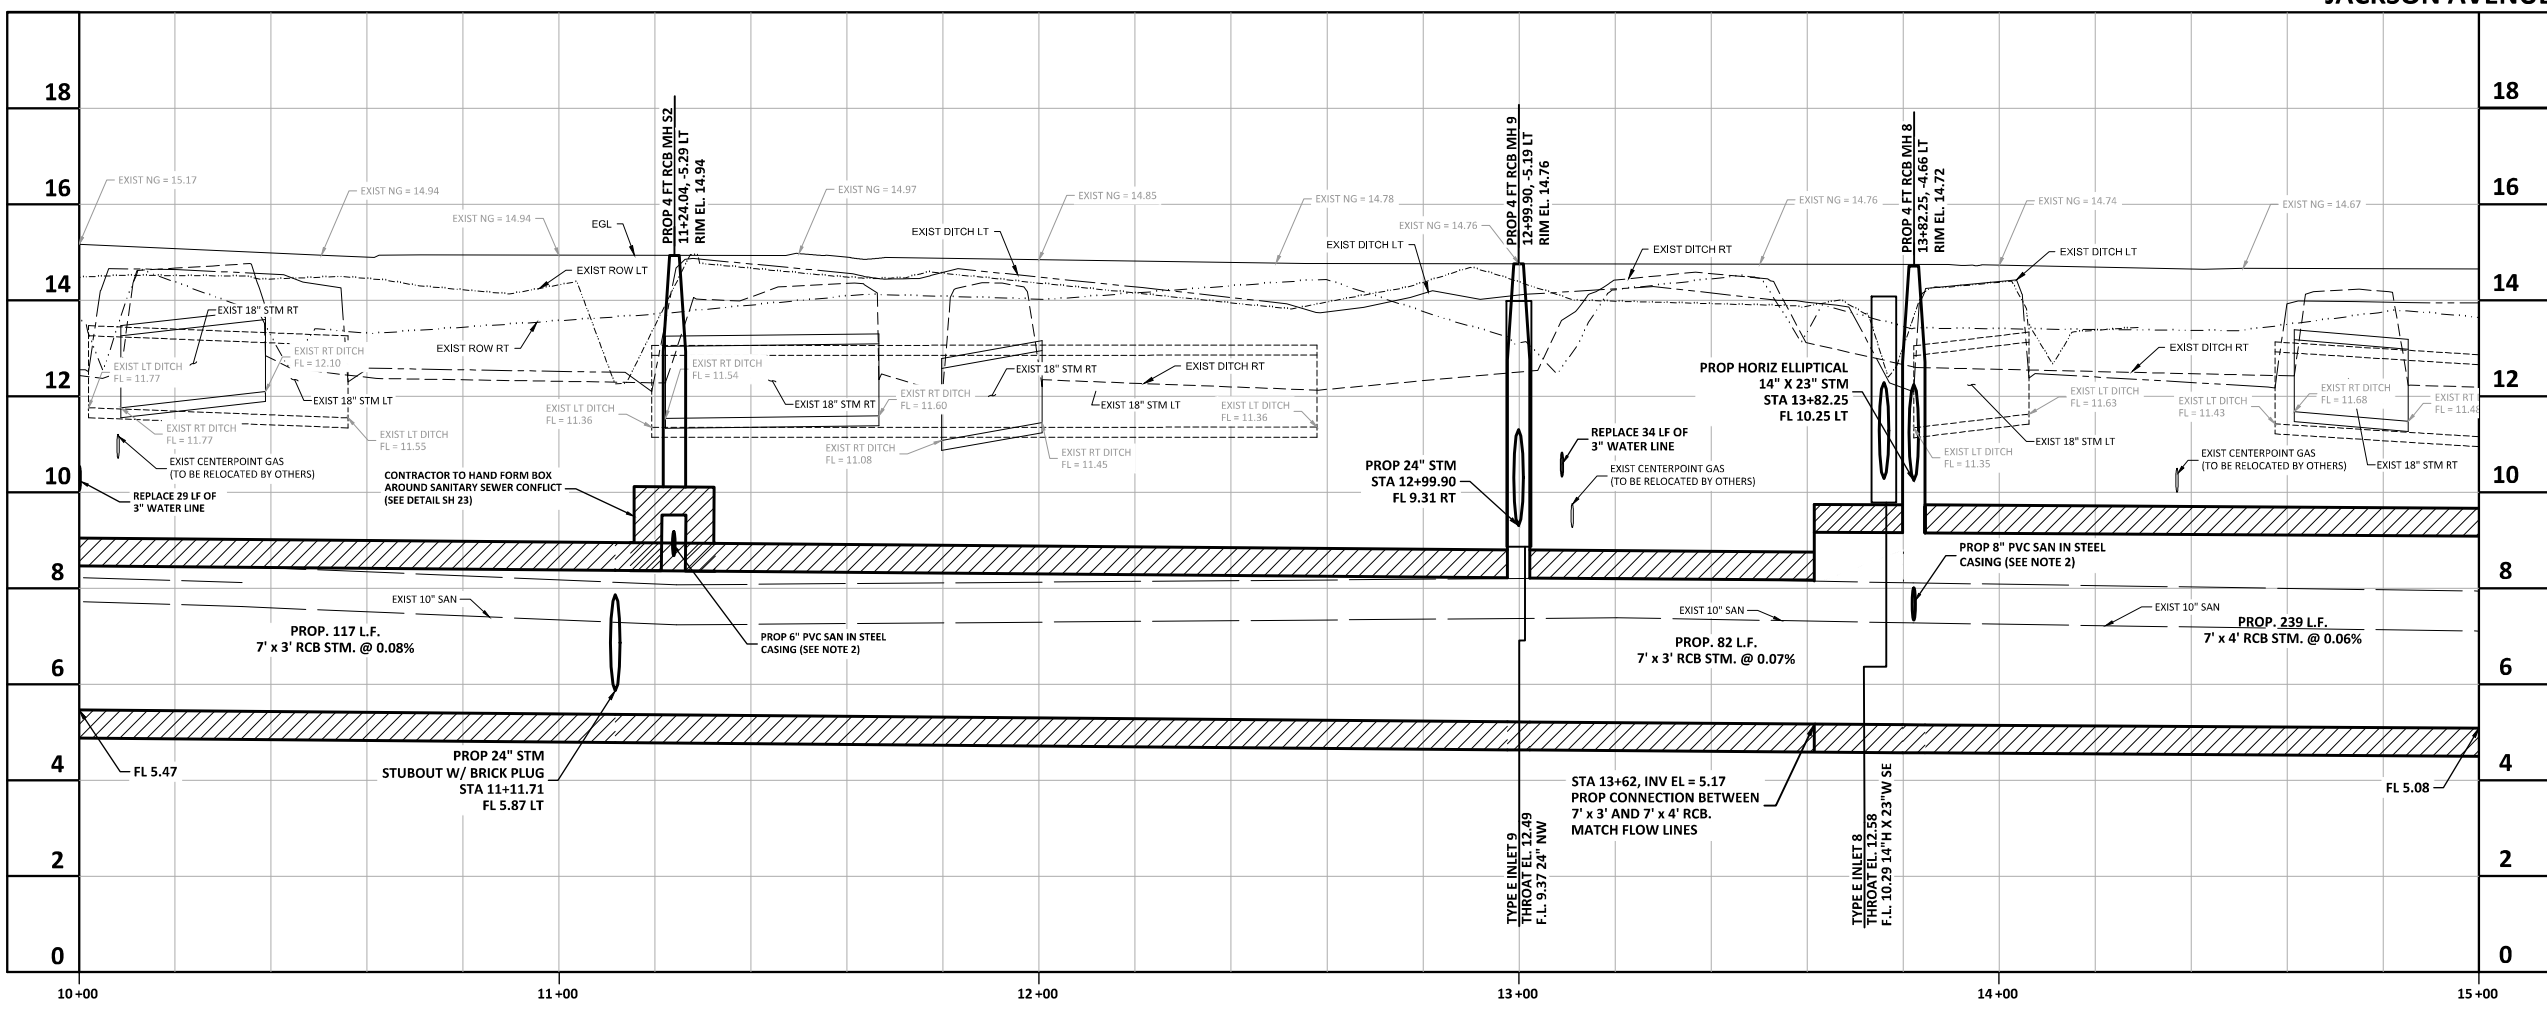 JACKSON AVENUE
18
16
14
12
10
8
6
4
2
0
18
16
14
12
10
8
6
4
2
0
EXIST NG = 15.17
EXIST NG = 14.94
EXIST NG = 14.94
EGL
PROP 4 FT RCB MH S2
11+24.04, -5.29 LT
RIM EL. 14.94
EXIST NG = 14.97
EXIST NG = 14.85
EXIST NG = 14.78
EXIST NG = 14.76
PROP 4 FT RCB MH 9
12+99.90, -5.19 LT
RIM EL. 14.76
EXIST NG = 14.76
PROP 4 FT RCB MH 8
13+82.25, -4.66 LT
RIM EL. 14.72
EXIST NG = 14.74
EXIST NG = 14.67
EXIST ROW LT
EXIST DITCH LT
EXIST DITCH LT
EXIST DITCH RT
EXIST DITCH LT
EXIST 18" STM RT
EXIST ROW RT
EXIST RT DITCH
FL = 12.10
EXIST LT DITCH
FL = 11.77
EXIST 18" STM LT
EXIST RT DITCH
FL = 11.77
EXIST LT DITCH
FL = 11.55
EXIST CENTERPOINT GAS
(TO BE RELOCATED BY OTHERS)
REPLACE 29 LF OF
3" WATER LINE
CONTRACTOR TO HAND FORM BOX
AROUND SANITARY SEWER CONFLICT
(SEE DETAIL SH 23)
EXIST LT DITCH
FL = 11.36
EXIST RT DITCH
FL = 11.54
EXIST 18" STM RT
EXIST RT DITCH
FL = 11.60
EXIST RT DITCH
FL = 11.08
EXIST 18" STM RT
EXIST 18" STM LT
EXIST RT DITCH
FL = 11.45
EXIST DITCH RT
EXIST LT DITCH
FL = 11.36
PROP 24" STM
STA 12+99.90
FL 9.31 RT
REPLACE 34 LF OF
3" WATER LINE
EXIST CENTERPOINT GAS
(TO BE RELOCATED BY OTHERS)
PROP HORIZ ELLIPTICAL
14" X 23" STM
STA 13+82.25
FL 10.25 LT
EXIST DITCH RT
EXIST LT DITCH
FL = 11.63
EXIST 18" STM LT
EXIST LT DITCH
FL = 11.35
EXIST LT DITCH
FL = 11.43
EXIST RT DITCH
FL = 11.68
EXIST RT
FL = 11.48
EXIST CENTERPOINT GAS
(TO BE RELOCATED BY OTHERS)
EXIST 18" STM RT
PROP 8" PVC SAN IN STEEL
CASING (SEE NOTE 2)
EXIST 10" SAN
PROP. 117 L.F.
7' x 3' RCB STM. @ 0.08%
PROP 6" PVC SAN IN STEEL
CASING (SEE NOTE 2)
EXIST 10" SAN
PROP. 82 L.F.
7' x 3' RCB STM. @ 0.07%
EXIST 10" SAN
PROP. 239 L.F.
7' x 4' RCB STM. @ 0.06%
FL 5.47
PROP 24" STM
STUBOUT W/ BRICK PLUG
STA 11+11.71
FL 5.87 LT
STA 13+62, INV EL = 5.17
PROP CONNECTION BETWEEN
7' x 3' AND 7' x 4' RCB.
MATCH FLOW LINES
FL 5.08
TYPE E INLET 9
THROAT EL. 12.49
F.L. 9.37 24" NW
TYPE E INLET 8
THROAT EL. 12.58
F.L. 10.29 14"H X 23"W SE
10+00
11+00
12+00
13+00
14+00
15+00